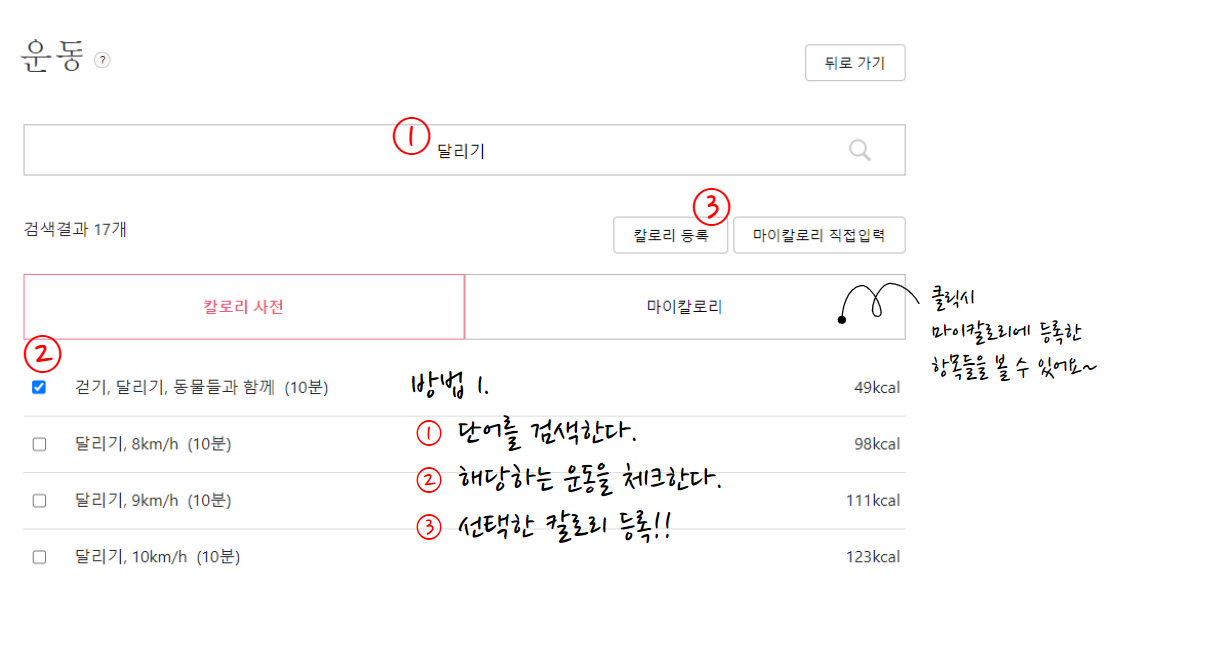 운동 ?
뒤로 가기
① 달리기
검색결과 17개
③
칼로리 등록
마이칼로리 직접입력
칼로리 사전
마이칼로리
클릭시
마이칼로리에 등록한
항목들을 볼 수 있어요~
②
걷기, 달리기, 동물들과 함께 (10분)
49kcal
달리기, 8km/h (10분)
98kcal
달리기, 9km/h (10분)
111kcal
달리기, 10km/h (10분)
123kcal
방법 1.
① 단어를 검색한다.
② 해당하는 운동을 체크한다.
③ 선택한 칼로리 등록!!